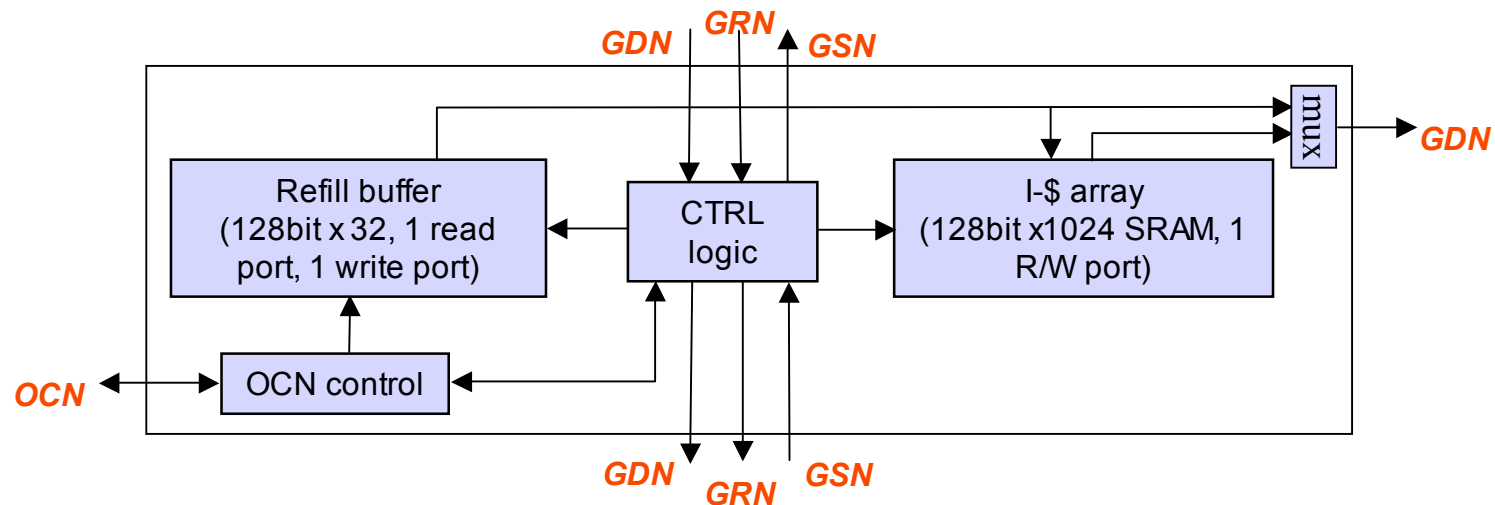 GRN
GDN
GSN
mux
GDN
Refill buffer
(128bit x 32, 1 read
port, 1 write port)
CTRL
logic
I-$ array
(128bit x1024 SRAM, 1
R/W port)
OCN control
OCN
GDN
GRN
GSN